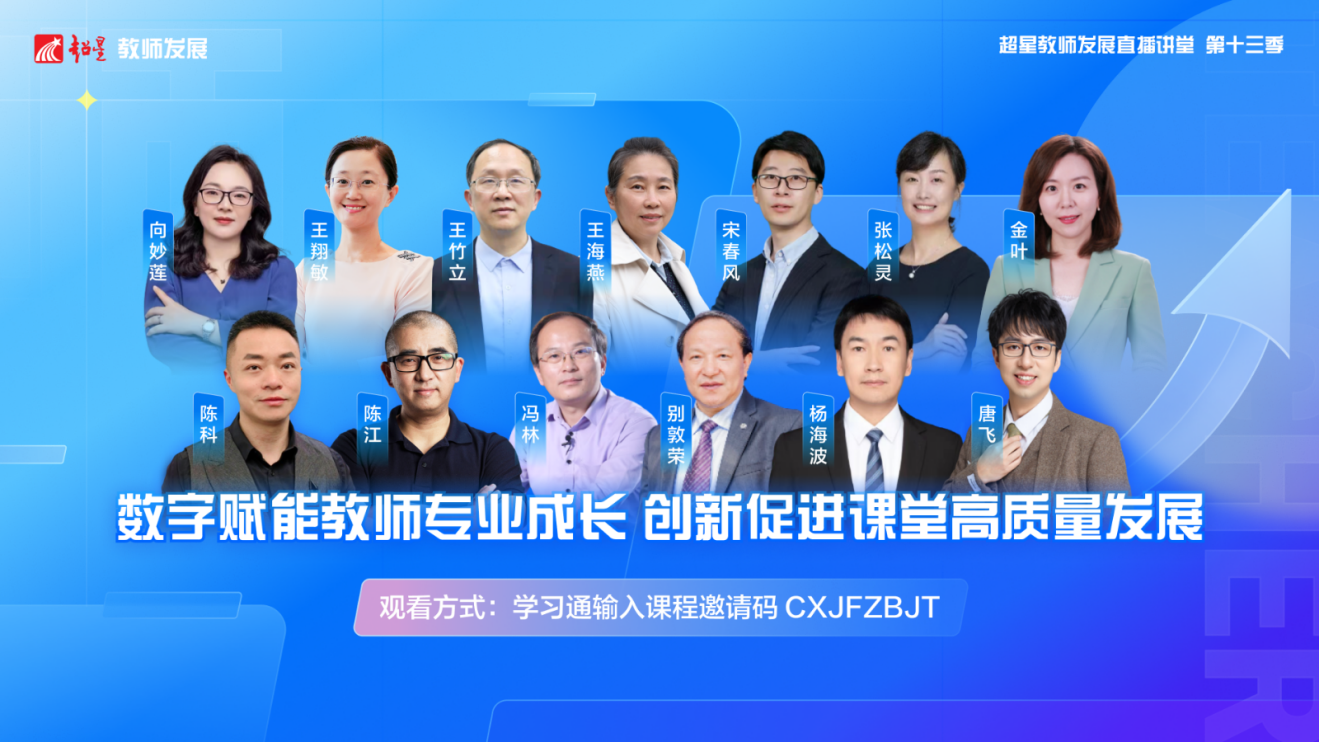 超星 教师发展
超星教师发展直播讲堂 第十三季
向妙莲
王翔敏
王竹立
王海燕
宋春风
张松灵
金叶
陈科
陈江
冯林
别敦荣
杨海波
唐飞
数字赋能教师专业成长 创新促进课堂高质量发展
观看方式：学习通输入课程邀请码 CXJFZBJT